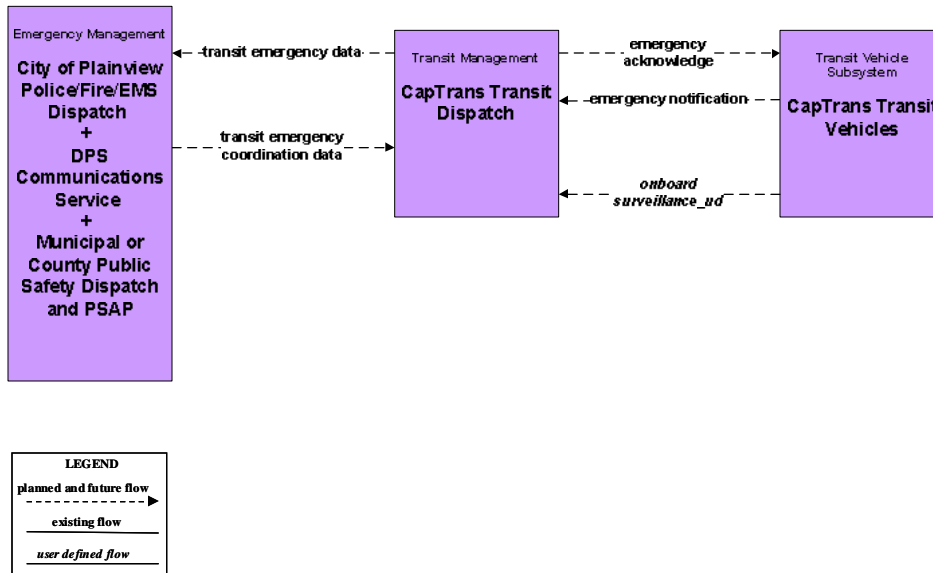 Emergency Management
City of Plainview
Police/Fire/EMS
Dispatch
+
DPS
Communications
Service
+
Municipal or
County Public
Safety Dispatch
and PSAP
transit emergency data
transit emergency
coordination data
Transit Management
CapTrans Transit
Dispatch
emergency
acknowledge
emergency notification
onboard
surveillance_ud
Transit Vehicle
Subsystem
CapTrans Transit
Vehicles
LEGEND
planned and future flow
existing flow
user defined flow